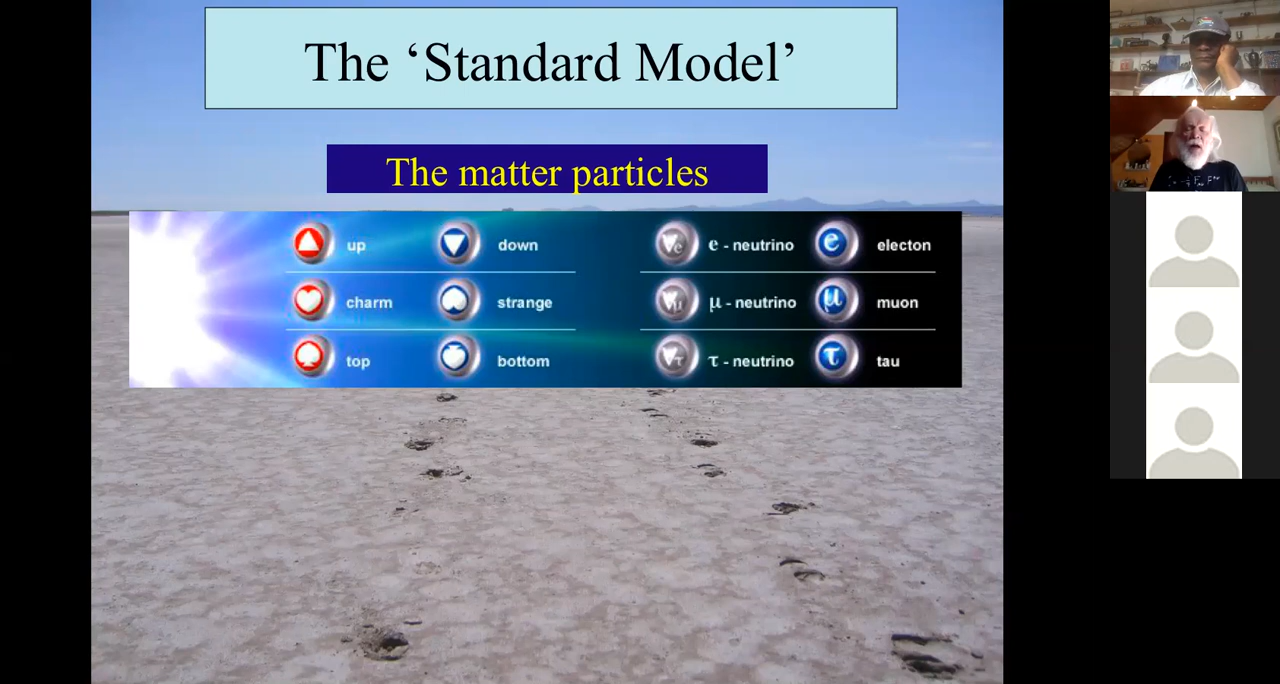 The ‘Standard Model’
The matter particles
up down e - neutrino electon
charm strange μ - neutrino muon
top bottom τ - neutrino tau